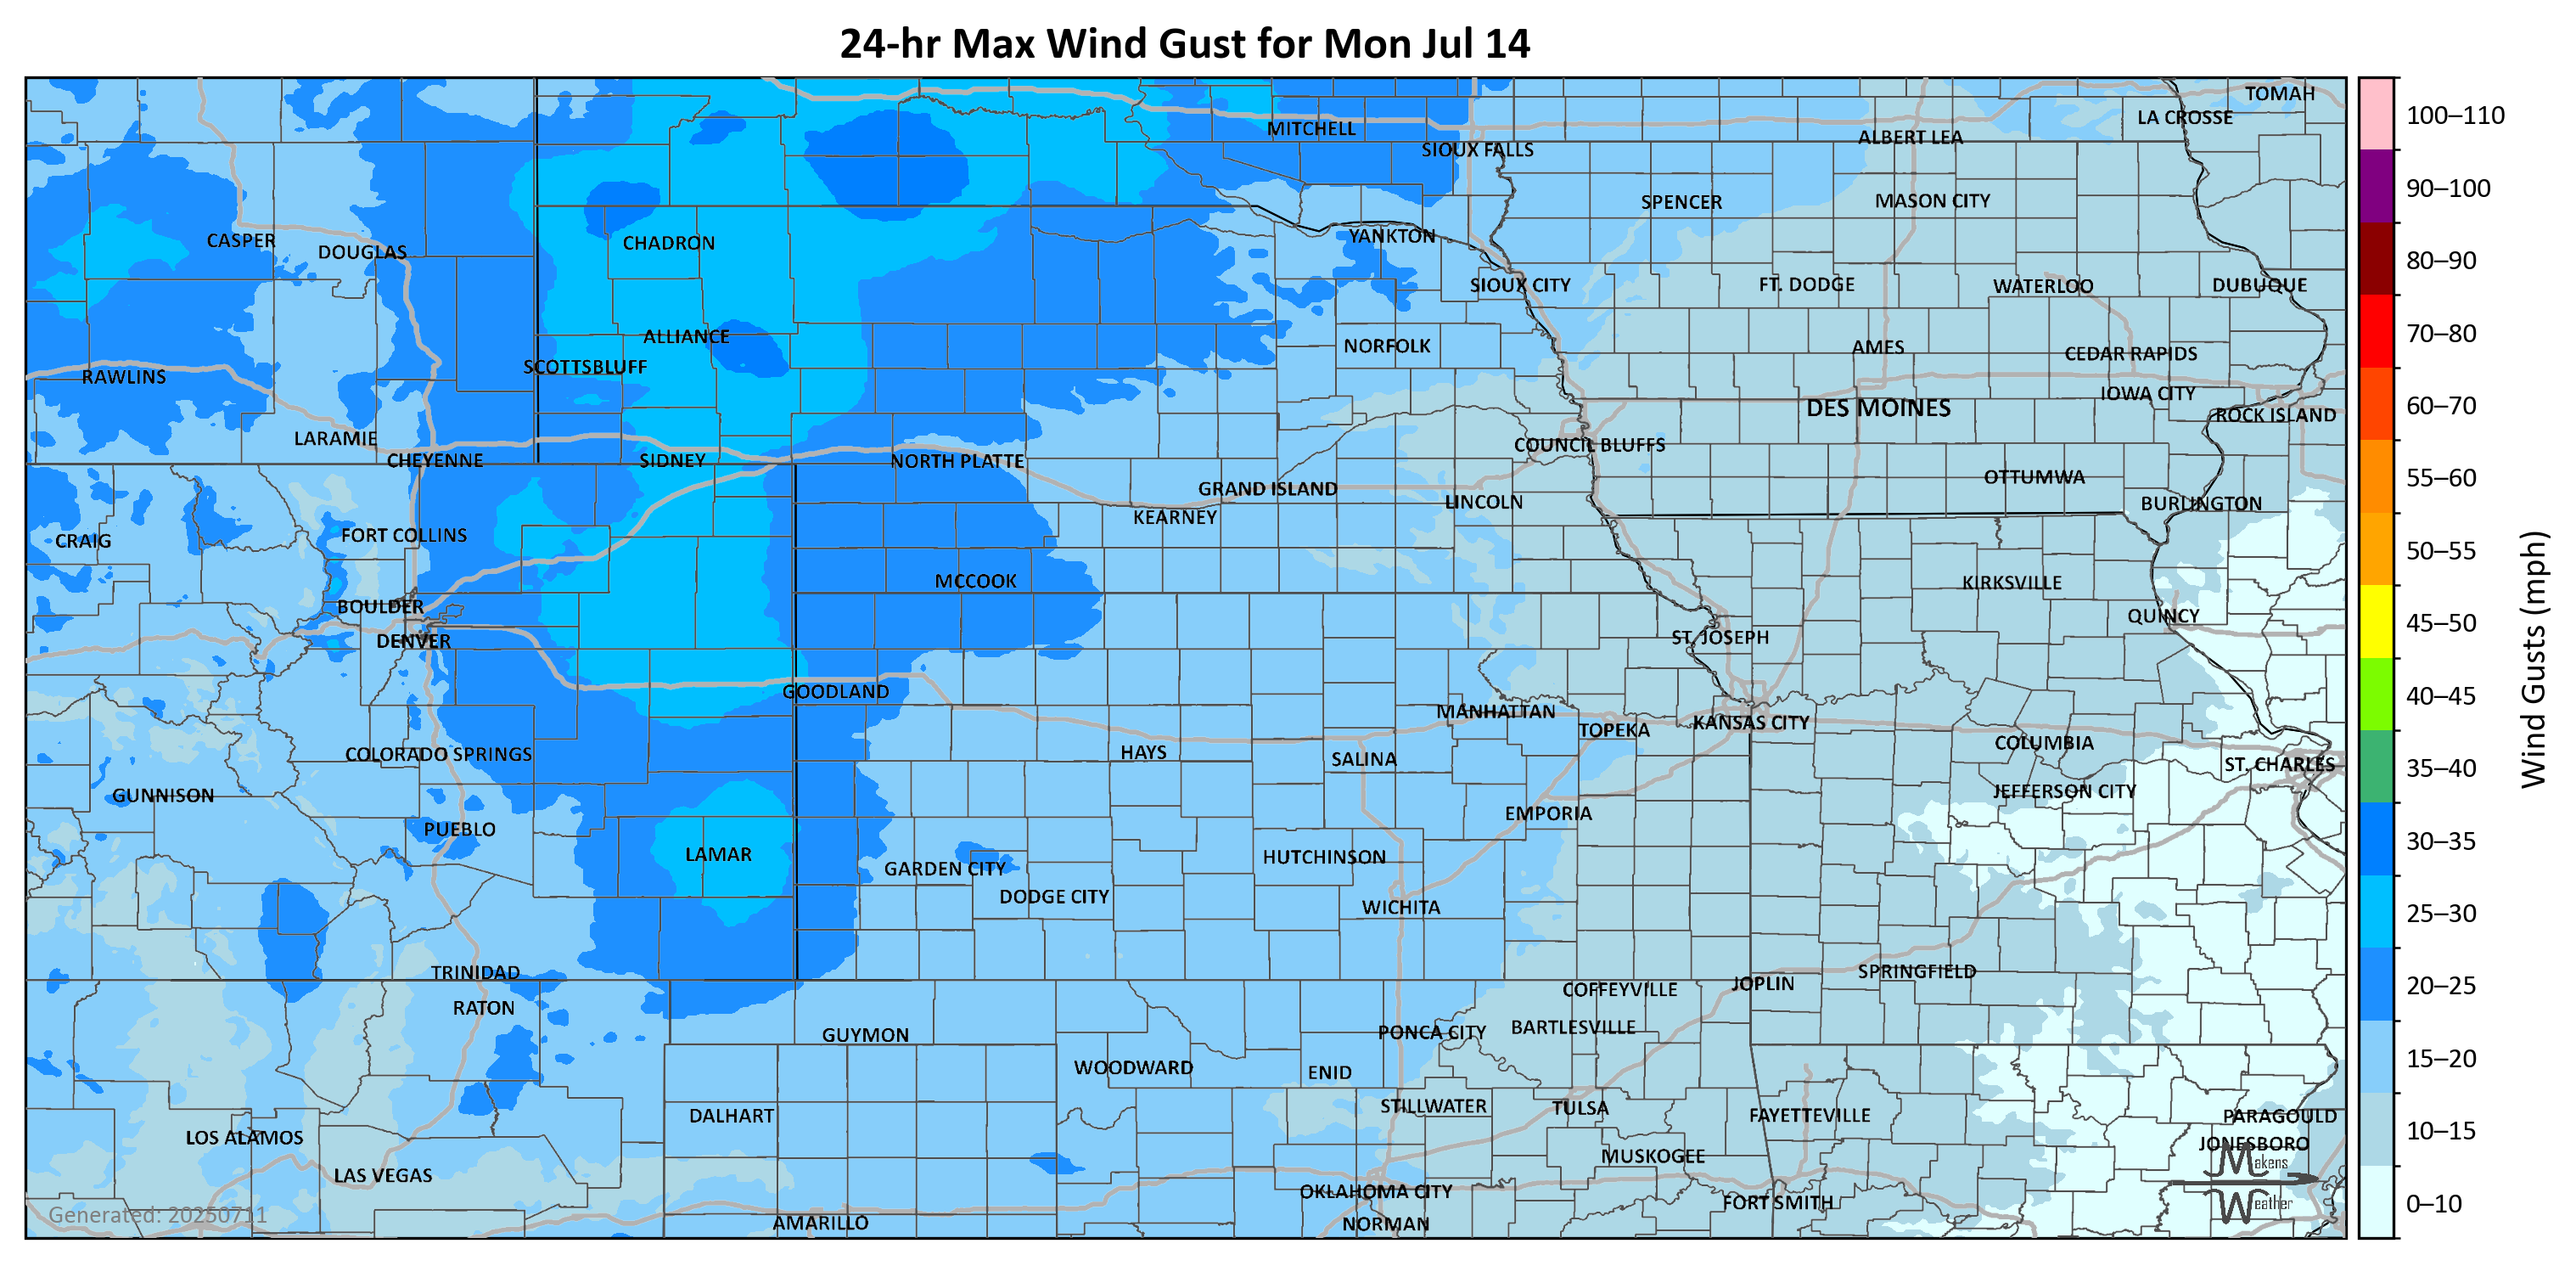 24-hr Max Wind Gust for Mon Jul 14
TOMAH
LA CROSSE
MITCHELL
ALBERT LEA
SIOUX FALLS
SPENCER
MASON CITY
CASPER
DOUGLAS
CHADRON
YANKTON
SIOUX CITY
FT. DODGE
WATERLOO
DUBUQUE
ALLIANCE
NORFOLK
AMES
CEDAR RAPIDS
SCOTTSBLUFF
RAWLINS
IOWA CITY
DES MOINES
ROCK ISLAND
LARAMIE
COUNCIL BLUFFS
CHEYENNE
SIDNEY
NORTH PLATTE
OTTUMWA
GRAND ISLAND
LINCOLN
BURLINGTON
KEARNEY
FORT COLLINS
CRAIG
MCCOOK
KIRKSVILLE
BOULDER
QUINCY
DENVER
ST. JOSEPH
GOODLAND
MANHATTAN
KANSAS CITY
TOPEKA
COLUMBIA
COLORADO SPRINGS
HAYS
SALINA
ST. CHARLES
GUNNISON
JEFFERSON CITY
EMPORIA
PUEBLO
LAMAR
HUTCHINSON
GARDEN CITY
DODGE CITY
WICHITA
TRINIDAD
SPRINGFIELD
JOPLIN
COFFEYVILLE
RATON
BARTLESVILLE
PONCA CITY
GUYMON
WOODWARD
ENID
STILLWATER
TULSA
DALHART
FAYETTEVILLE
PARAGOULD
LOS ALAMOS
JONESBORO
MUSKOGEE
LAS VEGAS
OKLAHOMA CITY
FORT SMITH
AMARILLO
NORMAN
Generated: 20250711
Makens
Weather
100–110
90–100
80–90
70–80
60–70
55–60
50–55
45–50
40–45
35–40
30–35
25–30
20–25
15–20
10–15
0–10
Wind Gusts (mph)